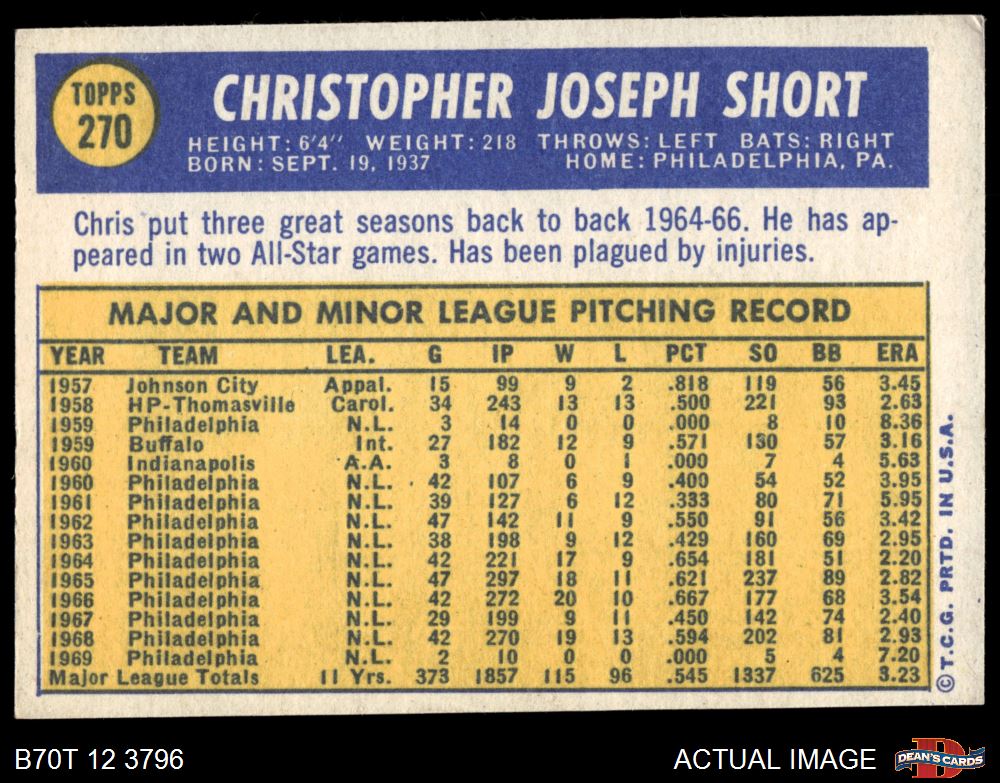 TOPPS
270
CHRISTOPHER JOSEPH SHORT
HEIGHT: 6'4" WEIGHT: 218 THROWS: LEFT BATS: RIGHT
BORN: SEPT. 19, 1937 HOME: PHILADELPHIA, PA.
Chris put three great seasons back to back 1964-66. He has ap-
peared in two All-Star games. Has been plagued by injuries.
MAJOR AND MINOR LEAGUE PITCHING RECORD
YEAR TEAM LEA. G IP W L PCT SO BB ERA
1957 Johnson City Appal. 15 99 9 2 .818 119 56 3.45
1958 HP-Thomasville Carol. 34 243 13 13 .500 221 93 2.63
1959 Philadelphia N.L. 3 14 0 0 .000 8 10 8.36
1959 Buffalo Int. 27 182 12 9 .571 130 57 3.16
1960 Indianapolis A.A. 3 8 0 1 .000 7 4 5.63
1960 Philadelphia N.L. 42 107 6 9 .400 54 52 3.95
1961 Philadelphia N.L. 39 127 6 12 .333 80 71 5.95
1962 Philadelphia N.L. 47 142 11 9 .550 91 56 3.42
1963 Philadelphia N.L. 38 198 9 12 .429 160 69 2.95
1964 Philadelphia N.L. 42 221 17 9 .654 181 51 2.20
1965 Philadelphia N.L. 47 297 18 11 .621 237 89 2.82
1966 Philadelphia N.L. 42 272 20 10 .667 177 68 3.54
1967 Philadelphia N.L. 29 199 9 11 .450 142 74 2.40
1968 Philadelphia N.L. 42 270 19 13 .594 202 81 2.93
1969 Philadelphia N.L. 2 10 0 0 .000 5 4 7.20
Major League Totals 11 Yrs. 373 1857 115 96 .545 1337 625 3.23
© T.C.G. PRTD. IN U.S.A.
B70T 12 3796
ACTUAL IMAGE
D
DEAN'S CARDS